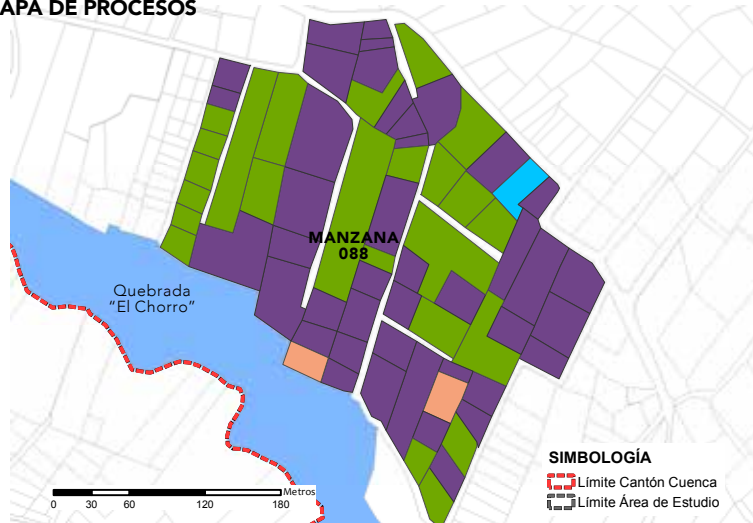 APA DE PROCESOS
MANZANA
088
Quebrada
"El Chorro"
SIMBOLOGÍA
Límite Cantón Cuenca
Límite Área de Estudio
Metros
0 30 60 120 180